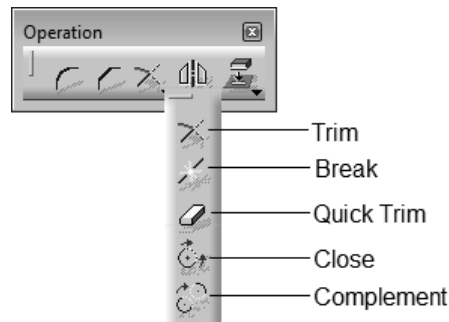 Operation
Trim
Break
Quick Trim
Close
Complement